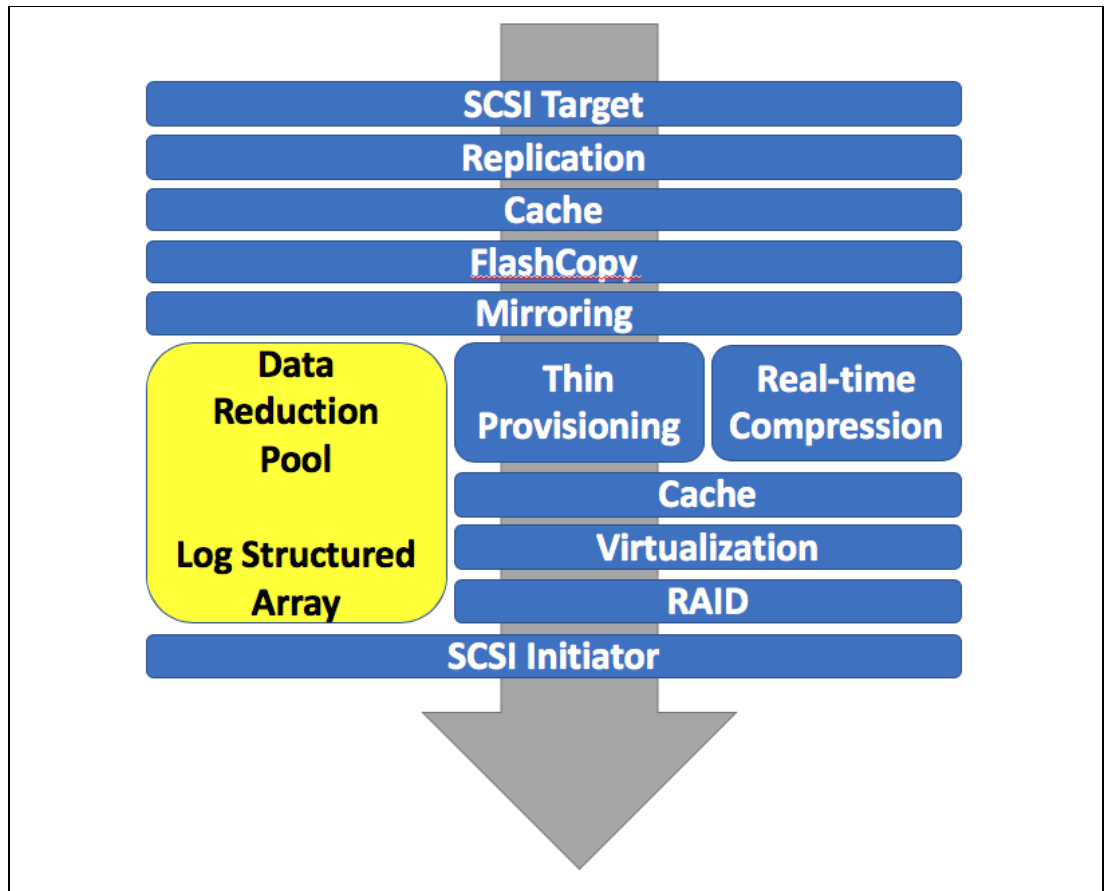 SCSI Target
Replication
Cache
FlashCopy
Mirroring
Data
Reduction
Pool
Log Structured
Array
Thin
Provisioning
Real-time
Compression
Cache
Virtualization
RAID
SCSI Initiator